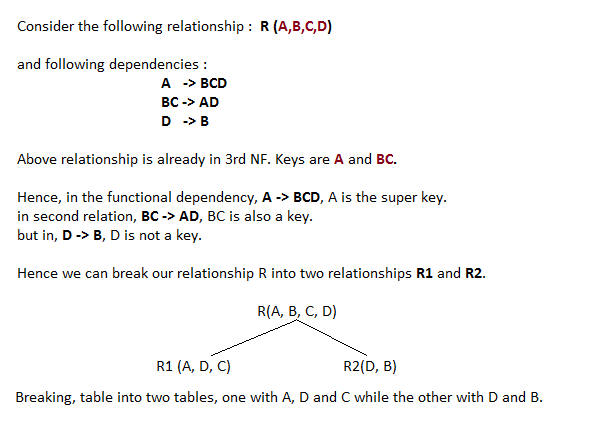 Consider the following relationship : R (A,B,C,D)
and following dependencies :
A -> BCD
BC -> AD
D -> B
Above relationship is already in 3rd NF. Keys are A and BC.
Hence, in the functional dependency, A -> BCD, A is the super key.
in second relation, BC -> AD, BC is also a key.
but in, D -> B, D is not a key.
Hence we can break our relationship R into two relationships R1 and R2.
R(A, B, C, D)
R1 (A, D, C) R2(D, B)
Breaking, table into two tables, one with A, D and C while the other with D and B.